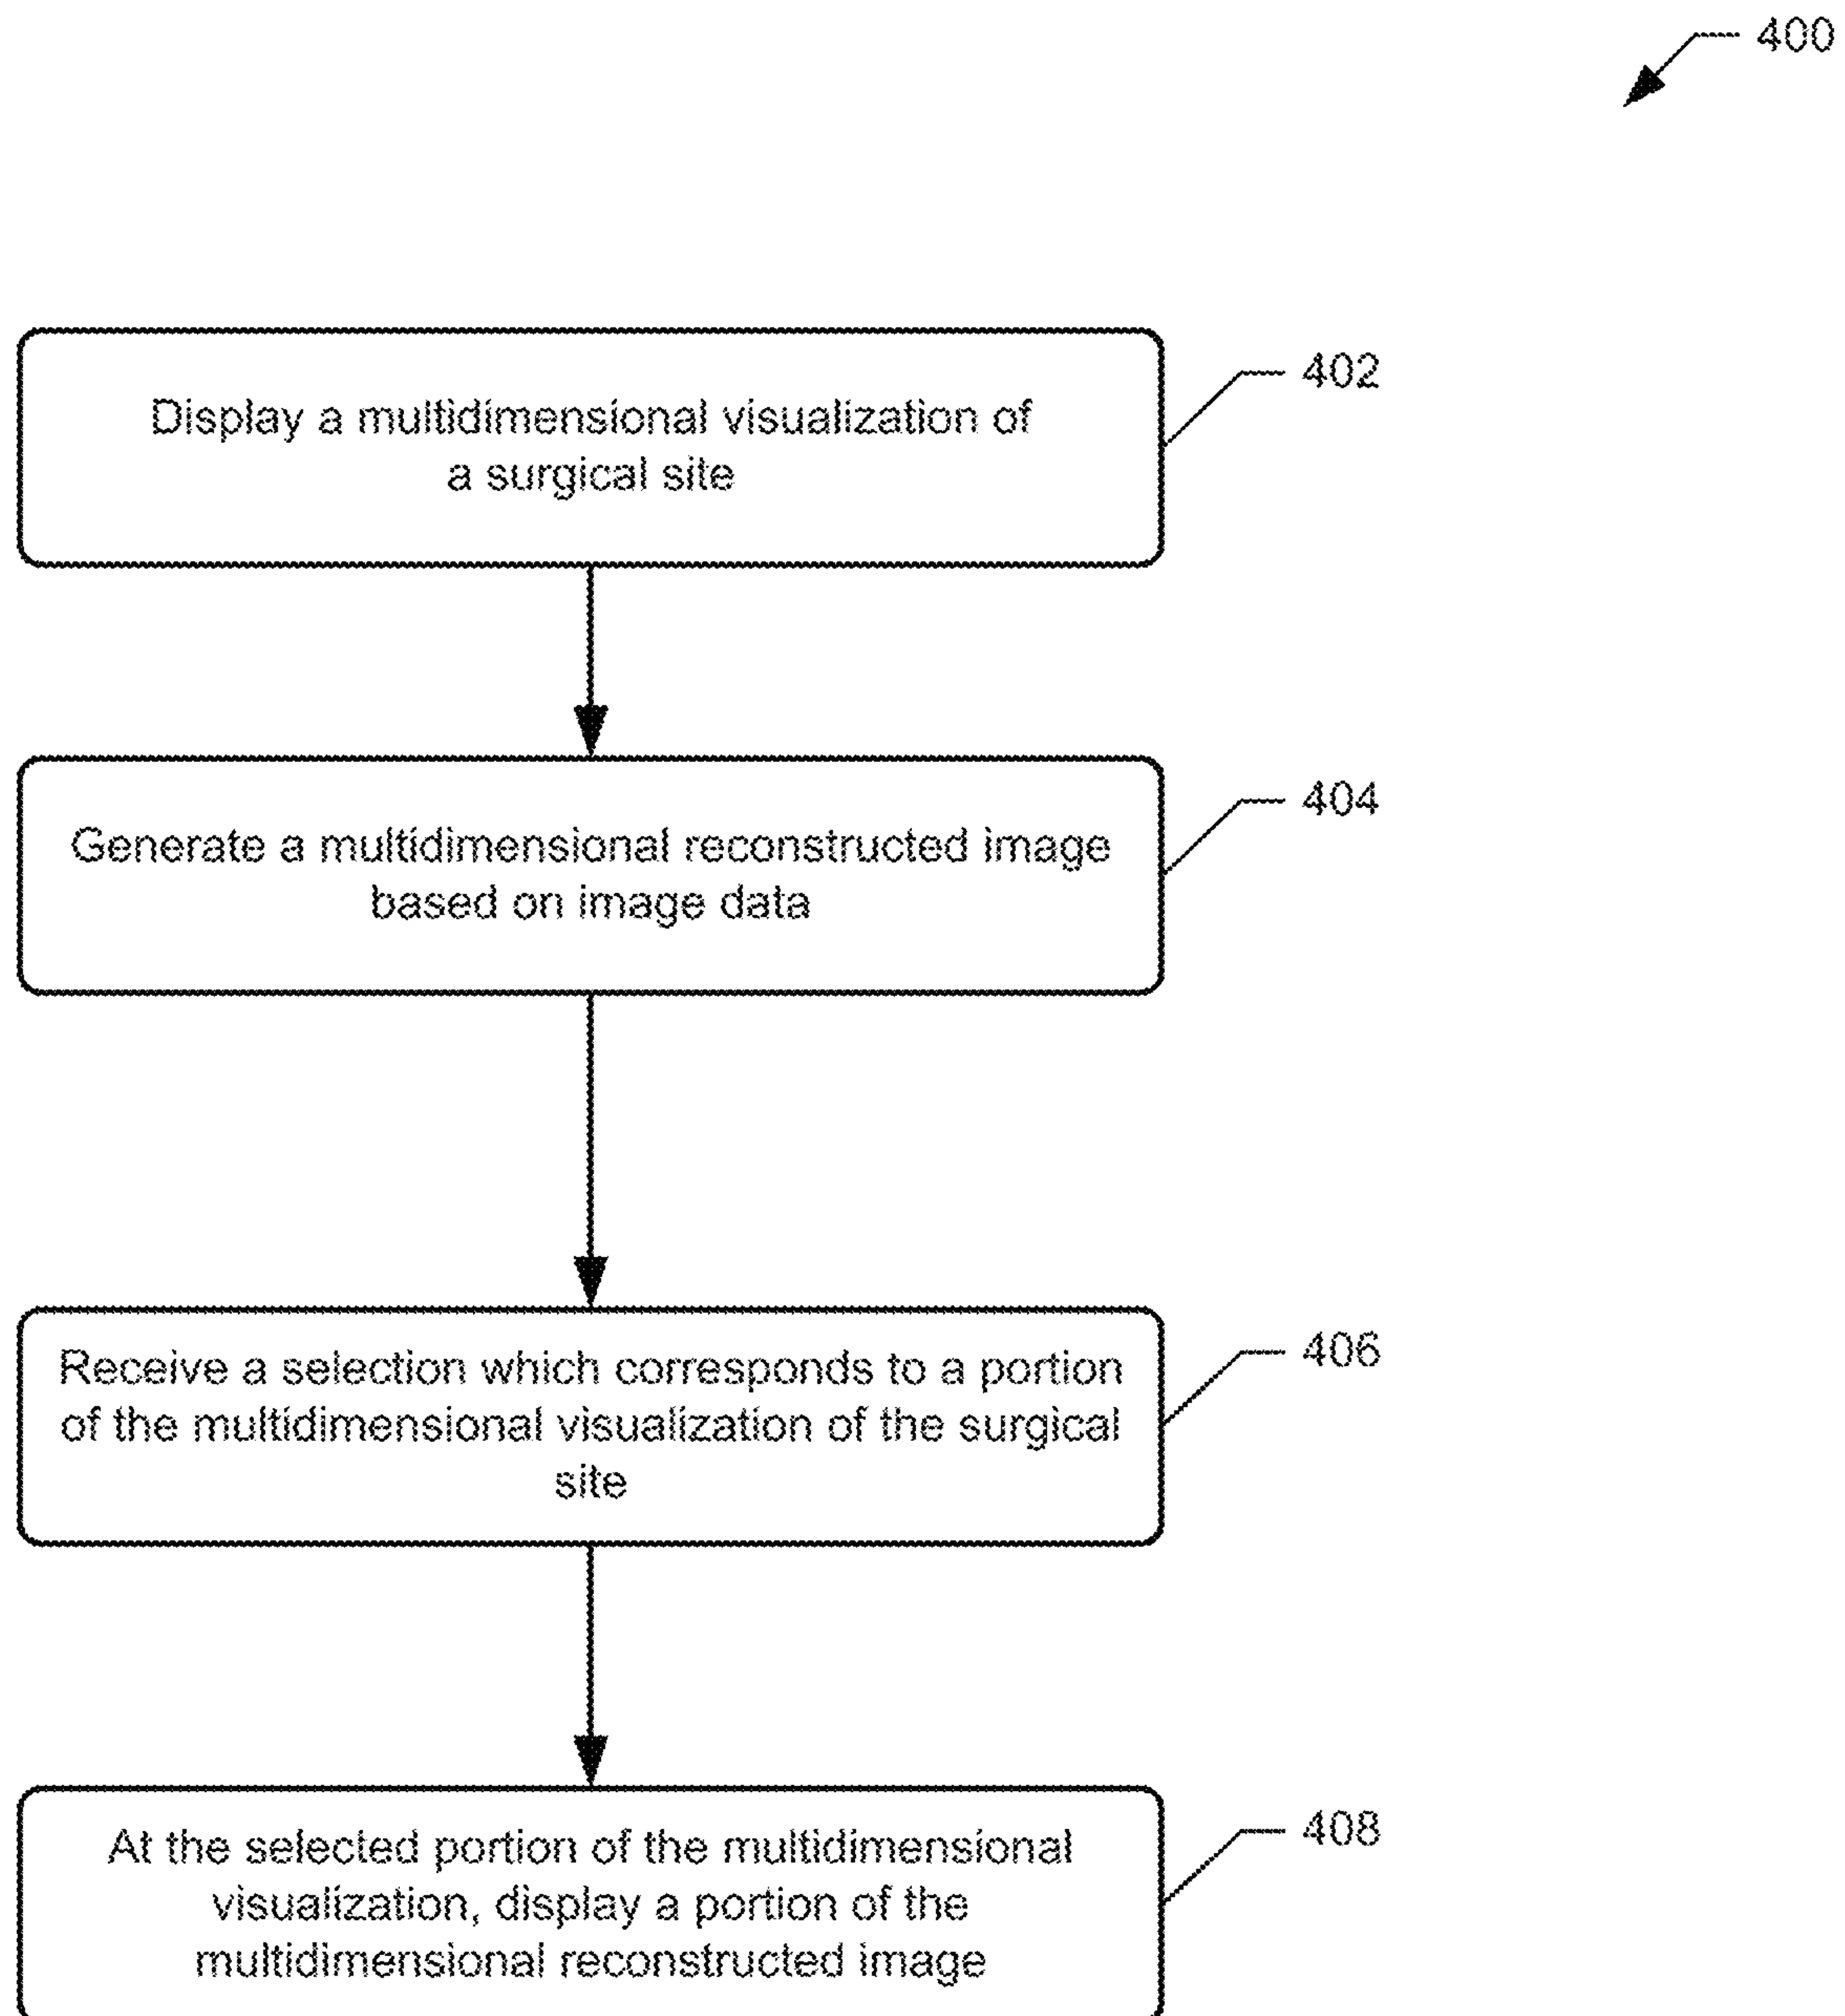 400
Display a multidimensional visualization of
a surgical site
402
Generate a multidimensional reconstructed image
based on image data
404
Receive a selection which corresponds to a portion
of the multidimensional visualization of the surgical
site
406
At the selected portion of the multidimensional
visualization, display a portion of the
multidimensional reconstructed image
408